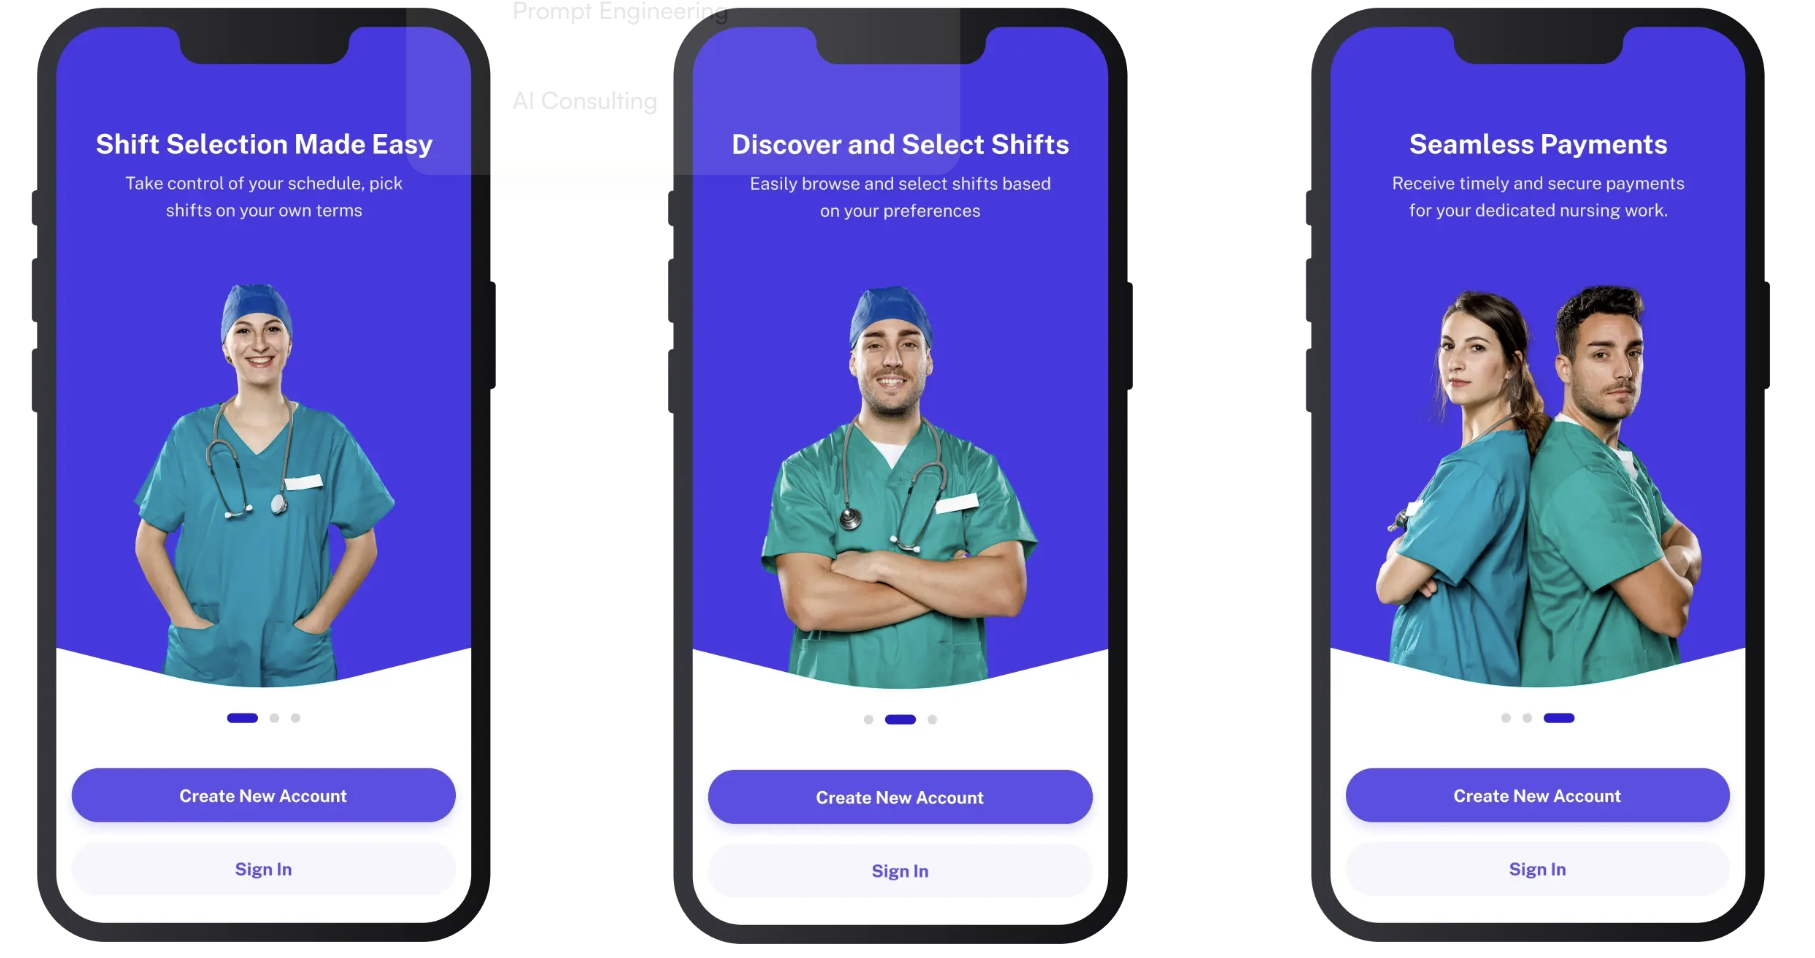 Prompt Engineering
AI Consulting
Shift Selection Made Easy
Take control of your schedule, pick
shifts on your own terms
Create New Account
Sign In
Discover and Select Shifts
Easily browse and select shifts based
on your preferences
Create New Account
Sign In
Seamless Payments
Receive timely and secure payments
for your dedicated nursing work.
Create New Account
Sign In